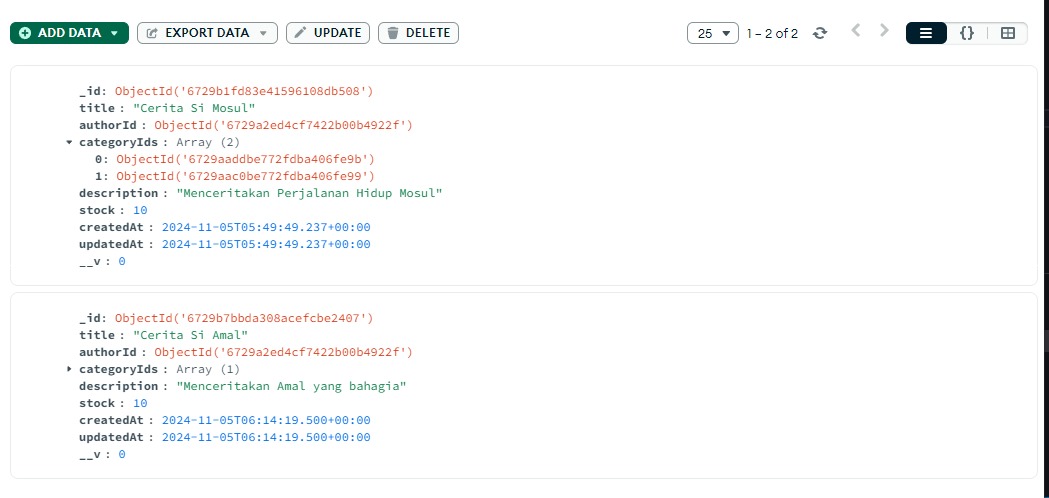 ADD DATA EXPORT DATA UPDATE DELETE 25 1 – 2 of 2 {}
_id: ObjectId('6729b1fd83e41596108db508')
title : "Cerita Si Mosul"
authorId : ObjectId('6729a2ed4cf7422b00b4922f')
categoryIds : Array (2)
0: ObjectId('6729aaddbe772fdba406fe9b')
1: ObjectId('6729aac0be772fdba406fe99')
description : "Menceritakan Perjalanan Hidup Mosul"
stock : 10
createdAt : 2024-11-05T05:49:49.237+00:00
updatedAt : 2024-11-05T05:49:49.237+00:00
__v : 0
_id: ObjectId('6729b7bbda308acefcbe2407')
title : "Cerita Si Amal"
authorId : ObjectId('6729a2ed4cf7422b00b4922f')
categoryIds : Array (1)
description : "Menceritakan Amal yang bahagia"
stock : 10
createdAt : 2024-11-05T06:14:19.500+00:00
updatedAt : 2024-11-05T06:14:19.500+00:00
__v : 0